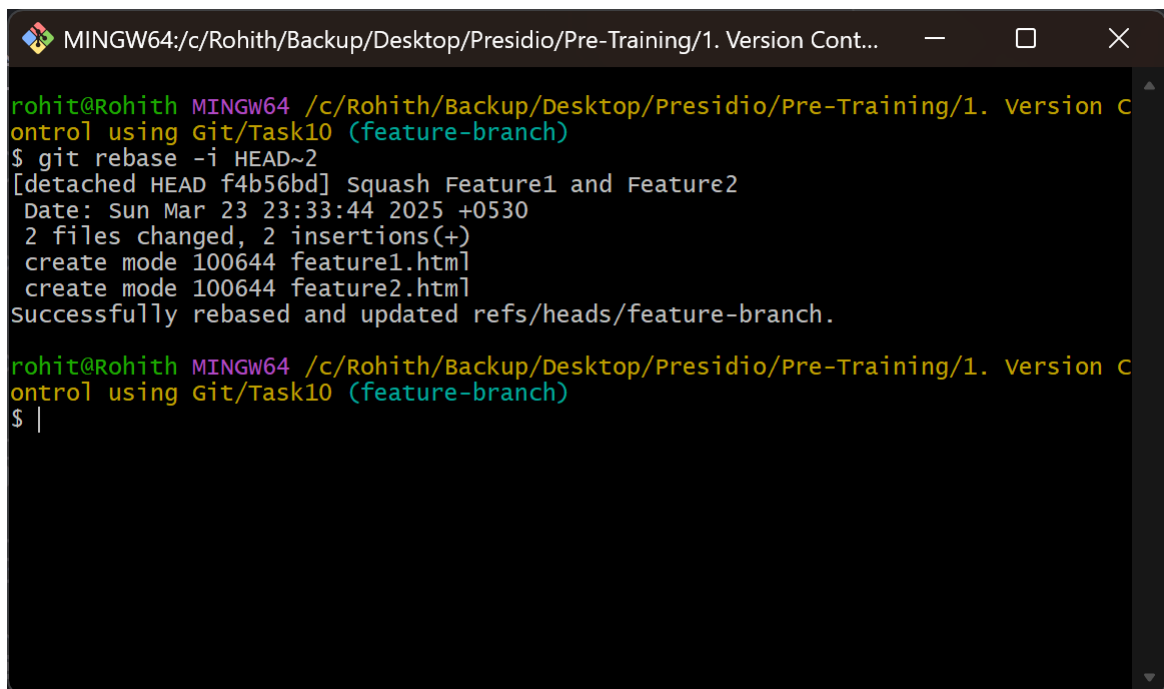 MINGW64:/c/Rohith/Backup/Desktop/Presidio/Pre-Training/1. Version Cont...
rohit@Rohith MINGW64 /c/Rohith/Backup/Desktop/Presidio/Pre-Training/1. Version C
ontrol using Git/Task10 (feature-branch)
$ git rebase -i HEAD~2
[detached HEAD f4b56bd] Squash Feature1 and Feature2
 Date: Sun Mar 23 23:33:44 2025 +0530
 2 files changed, 2 insertions(+)
 create mode 100644 feature1.html
 create mode 100644 feature2.html
Successfully rebased and updated refs/heads/feature-branch.
rohit@Rohith MINGW64 /c/Rohith/Backup/Desktop/Presidio/Pre-Training/1. Version C
ontrol using Git/Task10 (feature-branch)
$